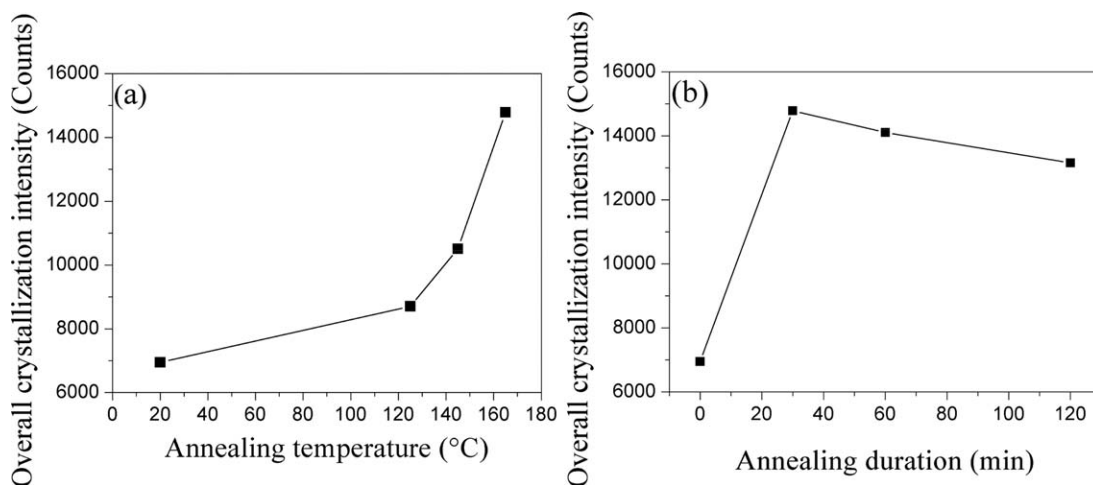 Overall crystallization intensity (Counts)
(a)
16000
14000
12000
10000
8000
6000
0 20 40 60 80 100 120 140 160 180
Annealing temperature (°C)
Overall crystallization intensity (Counts)
(b)
16000
14000
12000
10000
8000
6000
0 20 40 60 80 100 120
Annealing duration (min)